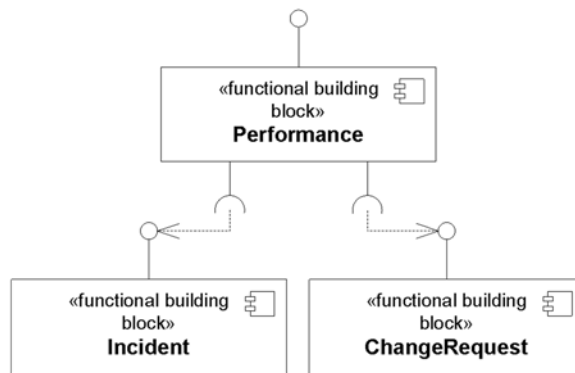 «functional building
block»
Performance
«functional building
block»
Incident
«functional building
block»
ChangeRequest